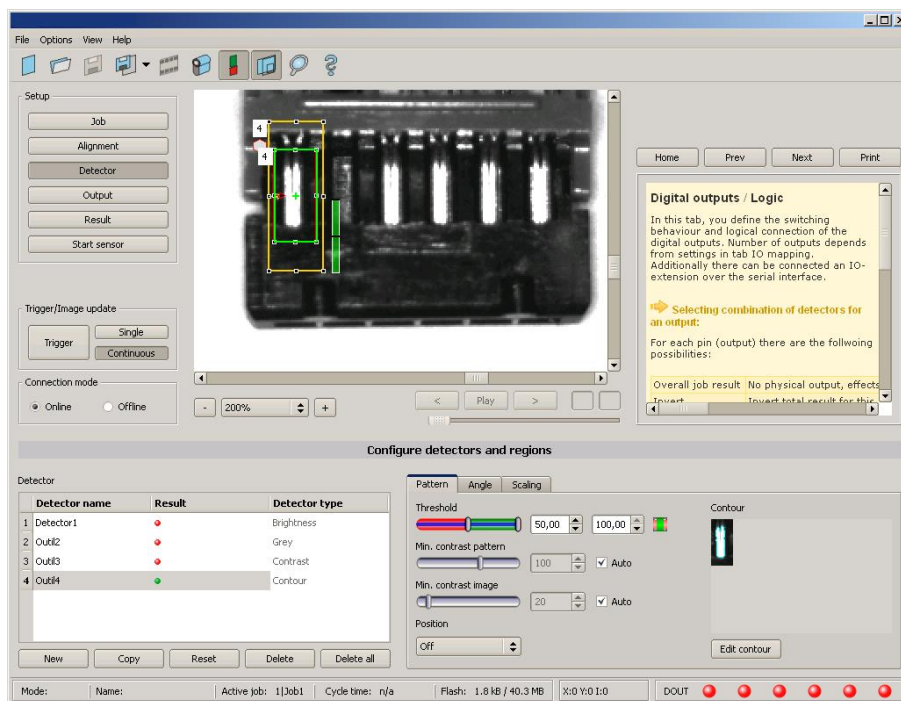 File Options View Help
Setup
Job
Alignment
Detector
Output
Result
Start sensor
Trigger/Image update
Trigger
Single
Continuous
Connection mode
Online Offline
4
4
- 200% +
< Play >
Home Prev Next Print
Digital outputs / Logic
In this tab, you define the switching
behaviour and logical connection of the
digital outputs. Number of outputs depends
from settings in tab IO mapping.
Additionally there can be connected an IO-
extension over the serial interface.
Selecting combination of detectors for
an output:
For each pin (output) there are the follwoing
possibilities:
Overall job result No physical output, effects
Invert Invert total result for this
Configure detectors and regions
Detector
Detector name Result Detector type
1 Detector1 Brightness
2 Outil2 Grey
3 Outil3 Contrast
4 Outil4 Contour
New Copy Reset Delete Delete all
Pattern Angle Scaling
Threshold
50,00 100,00
Min. contrast pattern
100 Auto
Min. contrast image
20 Auto
Position
Off
Contour
Edit contour
Mode: Name: Active job: 1|Job1 Cycle time: n/a Flash: 1.8 kB / 40.3 MB X:0 Y:0 I:0 DOUT